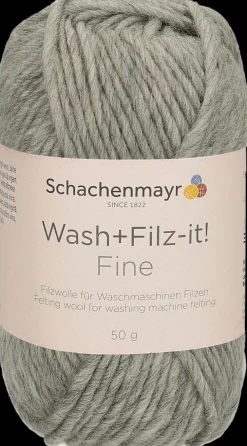 Schachenmayr
SINCE 1822
Wash+Filz-it!
Fine
Filzwolle für Waschmaschinen Filzen
Felting wool for washing machine felting
50 g